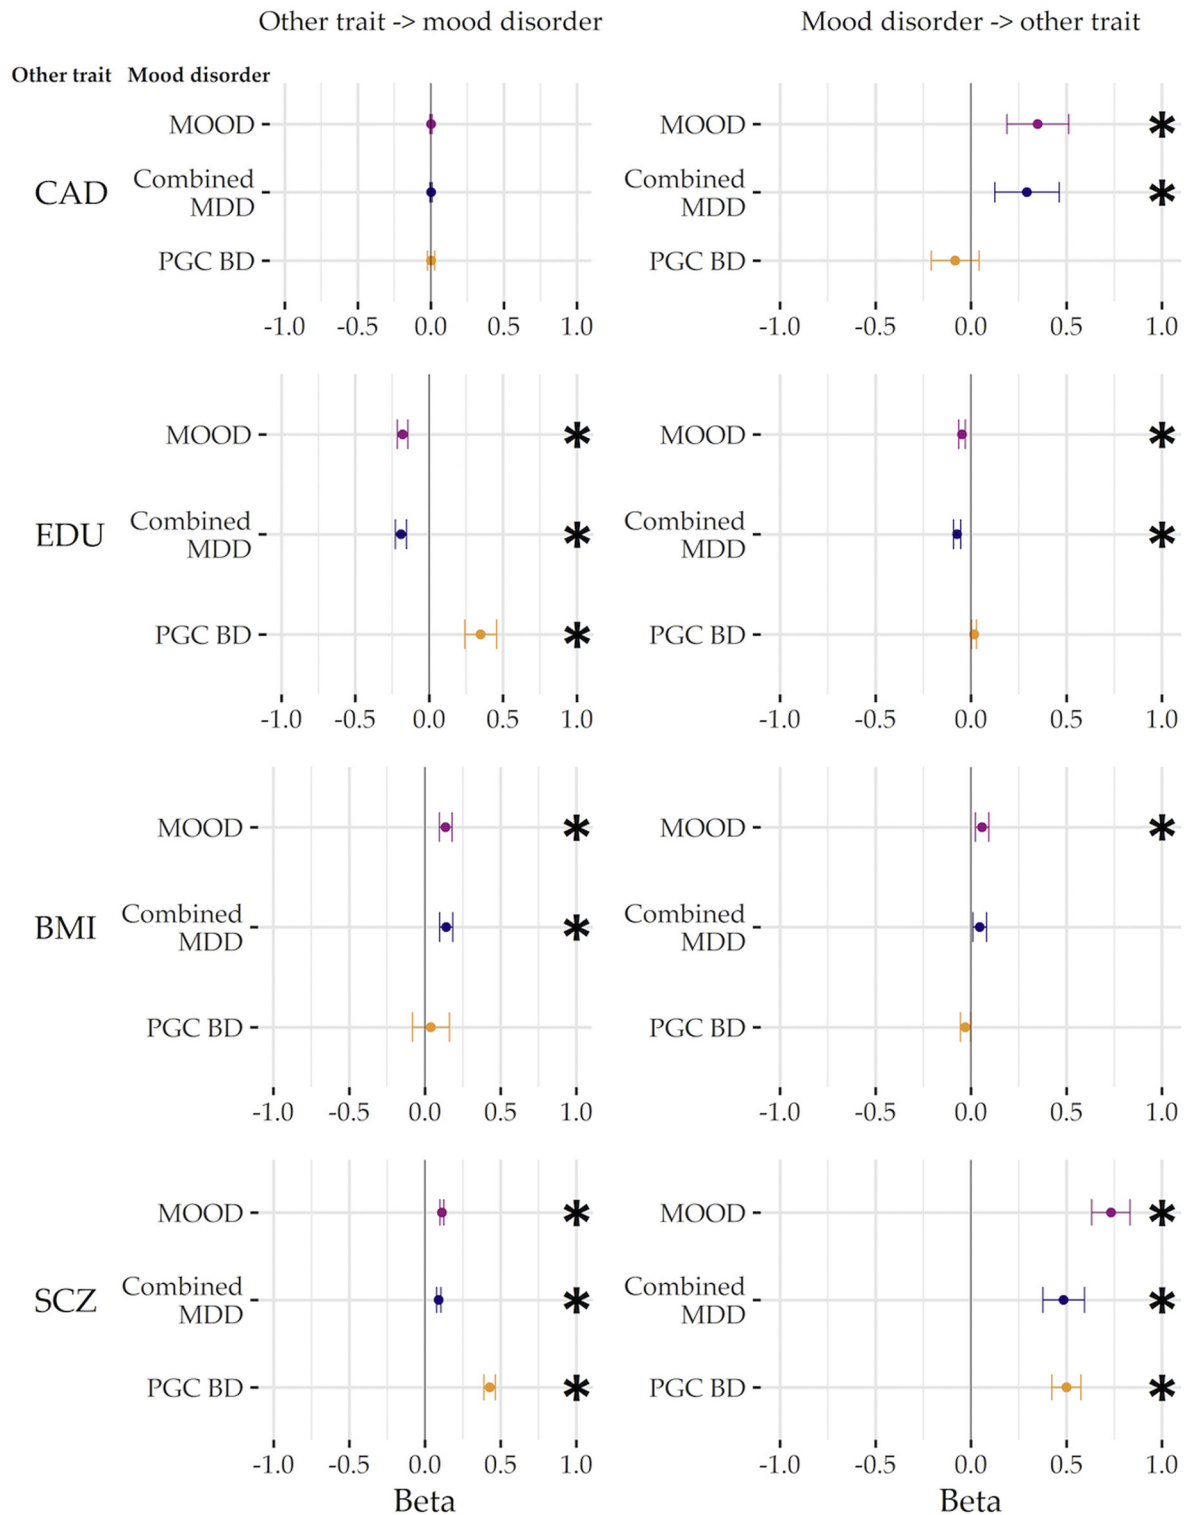 Other trait -> mood disorder
Mood disorder -> other trait
Other trait
Mood disorder
CAD
MOOD
Combined
MDD
PGC BD
-1.0 -0.5 0.0 0.5 1.0
MOOD
*
Combined
MDD
*
PGC BD
-1.0 -0.5 0.0 0.5 1.0
EDU
MOOD
*
Combined
MDD
*
PGC BD
*
-1.0 -0.5 0.0 0.5 1.0
MOOD
*
Combined
MDD
*
PGC BD
-1.0 -0.5 0.0 0.5 1.0
BMI
MOOD
*
Combined
MDD
*
PGC BD
-1.0 -0.5 0.0 0.5 1.0
MOOD
*
Combined
MDD
PGC BD
-1.0 -0.5 0.0 0.5 1.0
SCZ
MOOD
*
Combined
MDD
*
PGC BD
*
-1.0 -0.5 0.0 0.5 1.0
Beta
MOOD
*
Combined
MDD
*
PGC BD
*
-1.0 -0.5 0.0 0.5 1.0
Beta